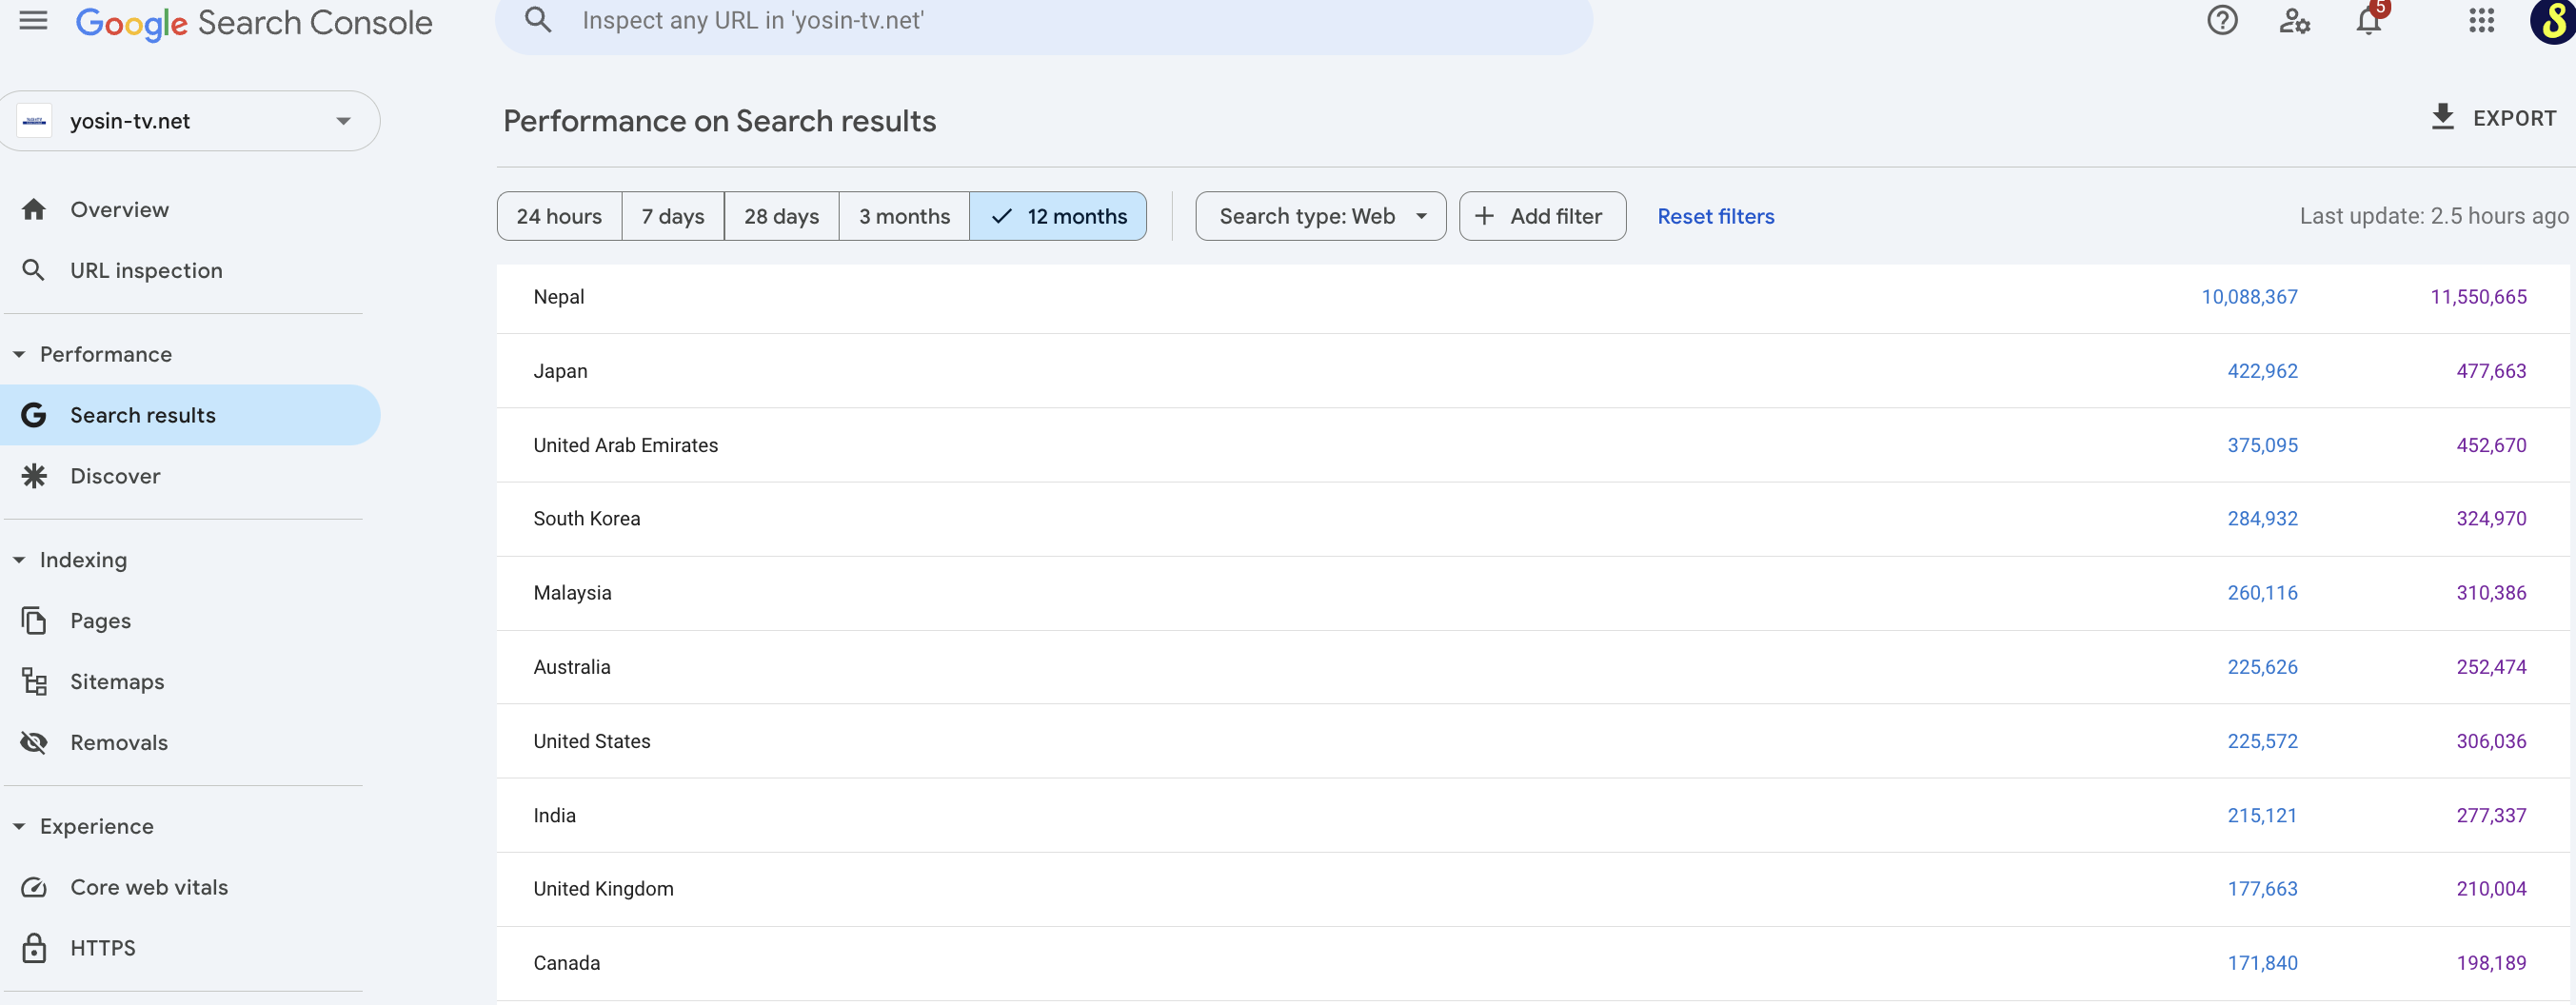 Google Search Console
Inspect any URL in 'yosin-tv.net'
5
yosin-tv.net
Performance on Search results
EXPORT
24 hours
7 days
28 days
3 months
12 months
Search type: Web
Add filter
Reset filters
Last update: 2.5 hours ago
Overview
URL inspection
Performance
Search results
Discover
Indexing
Pages
Sitemaps
Removals
Experience
Core web vitals
HTTPS
Nepal 10,088,367 11,550,665
Japan 422,962 477,663
United Arab Emirates 375,095 452,670
South Korea 284,932 324,970
Malaysia 260,116 310,386
Australia 225,626 252,474
United States 225,572 306,036
India 215,121 277,337
United Kingdom 177,663 210,004
Canada 171,840 198,189